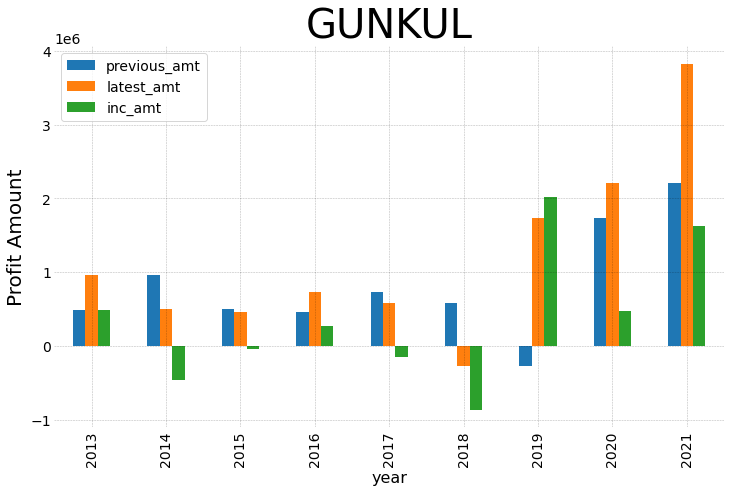 GUNKUL
1e6
previous_amt
latest_amt
inc_amt
Profit Amount
4
3
2
1
0
−1
2013
2014
2015
2016
2017
2018
2019
2020
2021
year